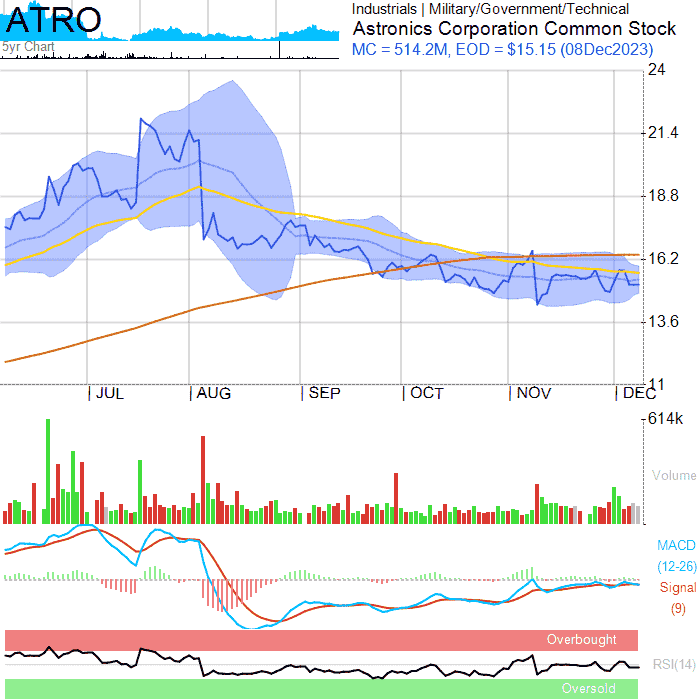 ATRO
5yr Chart
Industrials | Military/Government/Technical
Astronics Corporation Common Stock
MC = 514.2M, EOD = $15.15 (08Dec2023)
24
21.4
18.8
16.2
13.6
11
JUL
AUG
SEP
OCT
NOV
DEC
614k
Volume
MACD
(12-26)
Signal
(9)
Overbought
RSI(14)
Oversold